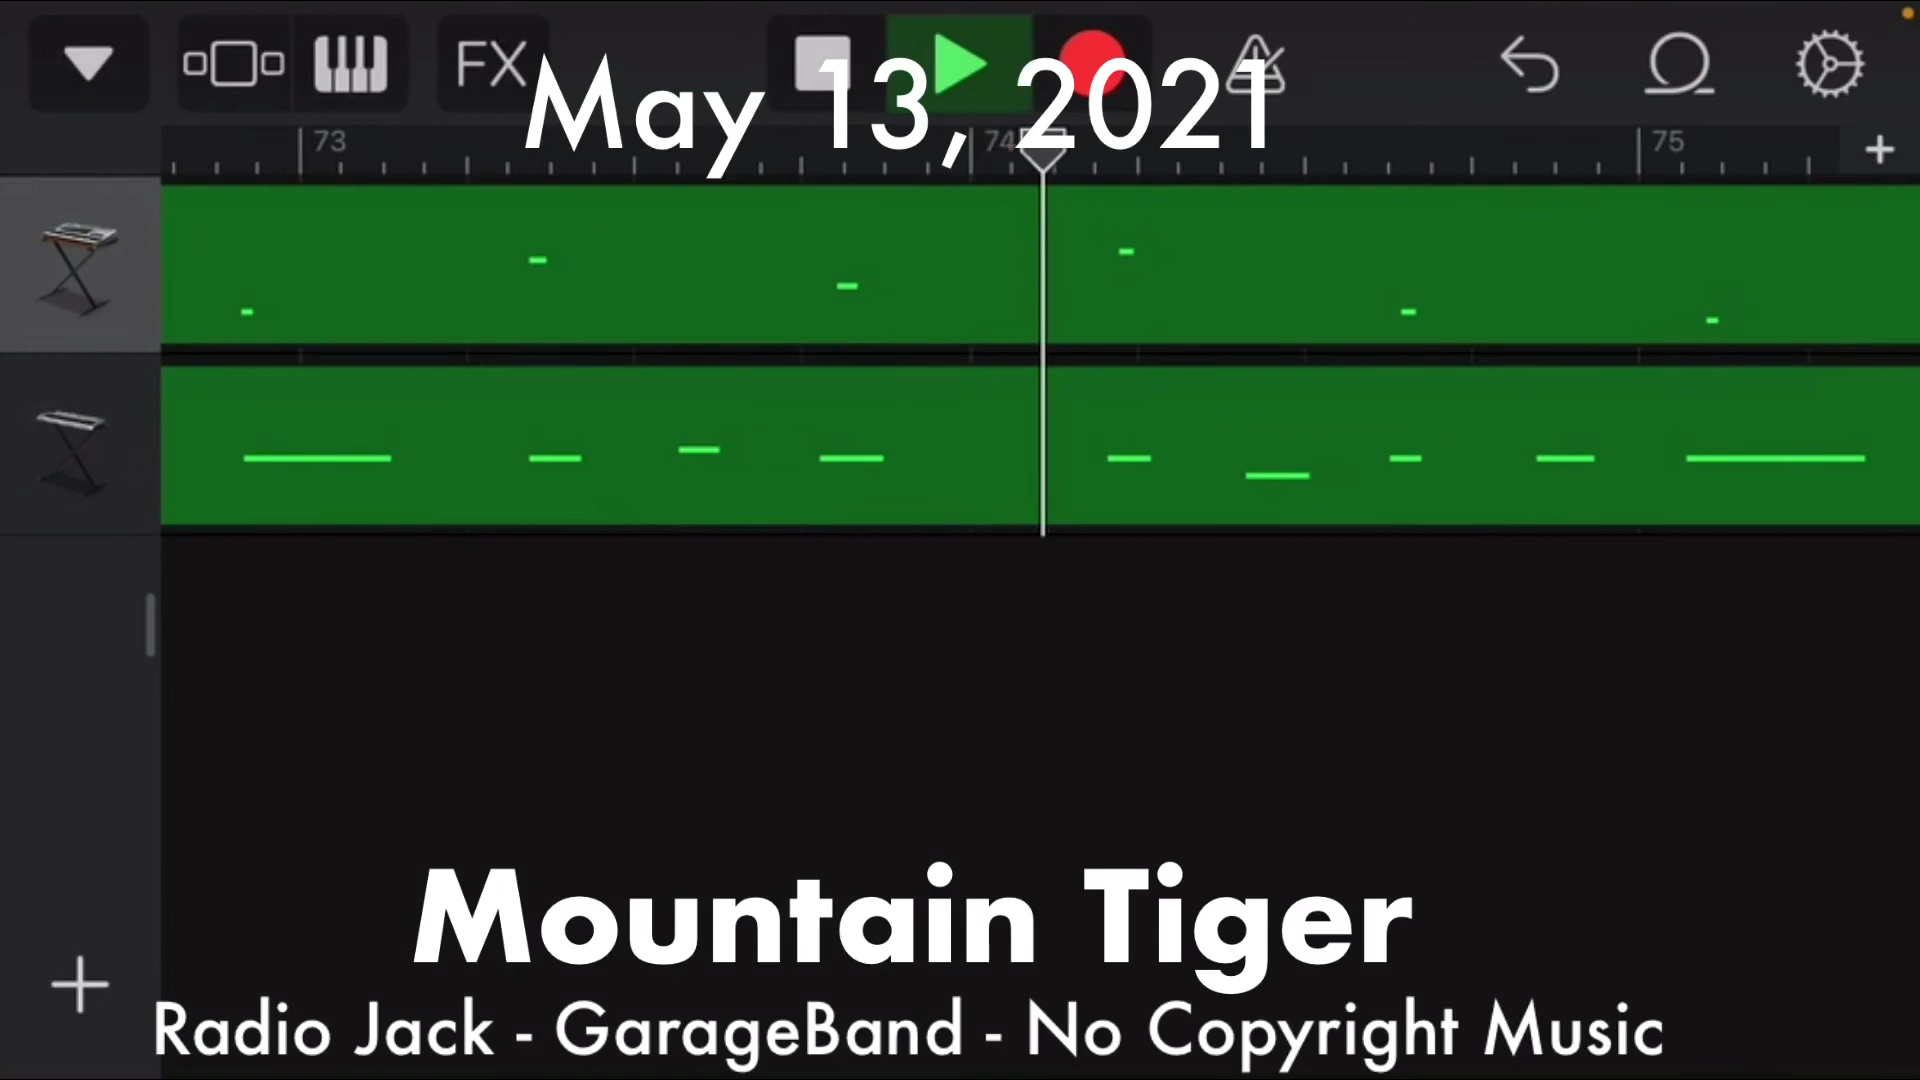 FX
May 13, 2021
73 74 75
Mountain Tiger
Radio Jack - GarageBand - No Copyright Music